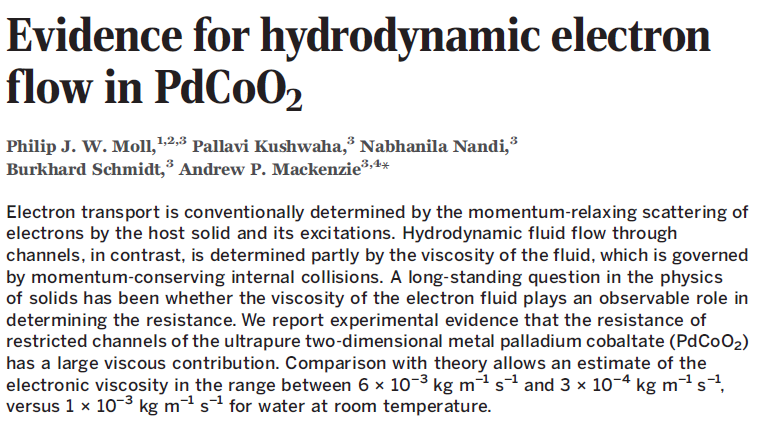 Evidence for hydrodynamic electron
flow in PdCoO₂
Philip J. W. Moll,¹,²,³ Pallavi Kushwaha,³ Nabhanila Nandi,³
Burkhard Schmidt,³ Andrew P. Mackenzie³,⁴*
Electron transport is conventionally determined by the momentum-relaxing scattering of
electrons by the host solid and its excitations. Hydrodynamic fluid flow through
channels, in contrast, is determined partly by the viscosity of the fluid, which is governed
by momentum-conserving internal collisions. A long-standing question in the physics
of solids has been whether the viscosity of the electron fluid plays an observable role in
determining the resistance. We report experimental evidence that the resistance of
restricted channels of the ultrapure two-dimensional metal palladium cobaltate (PdCoO₂)
has a large viscous contribution. Comparison with theory allows an estimate of the
electronic viscosity in the range between 6 × 10⁻³ kg m⁻¹ s⁻¹ and 3 × 10⁻⁴ kg m⁻¹ s⁻¹,
versus 1 × 10⁻³ kg m⁻¹ s⁻¹ for water at room temperature.